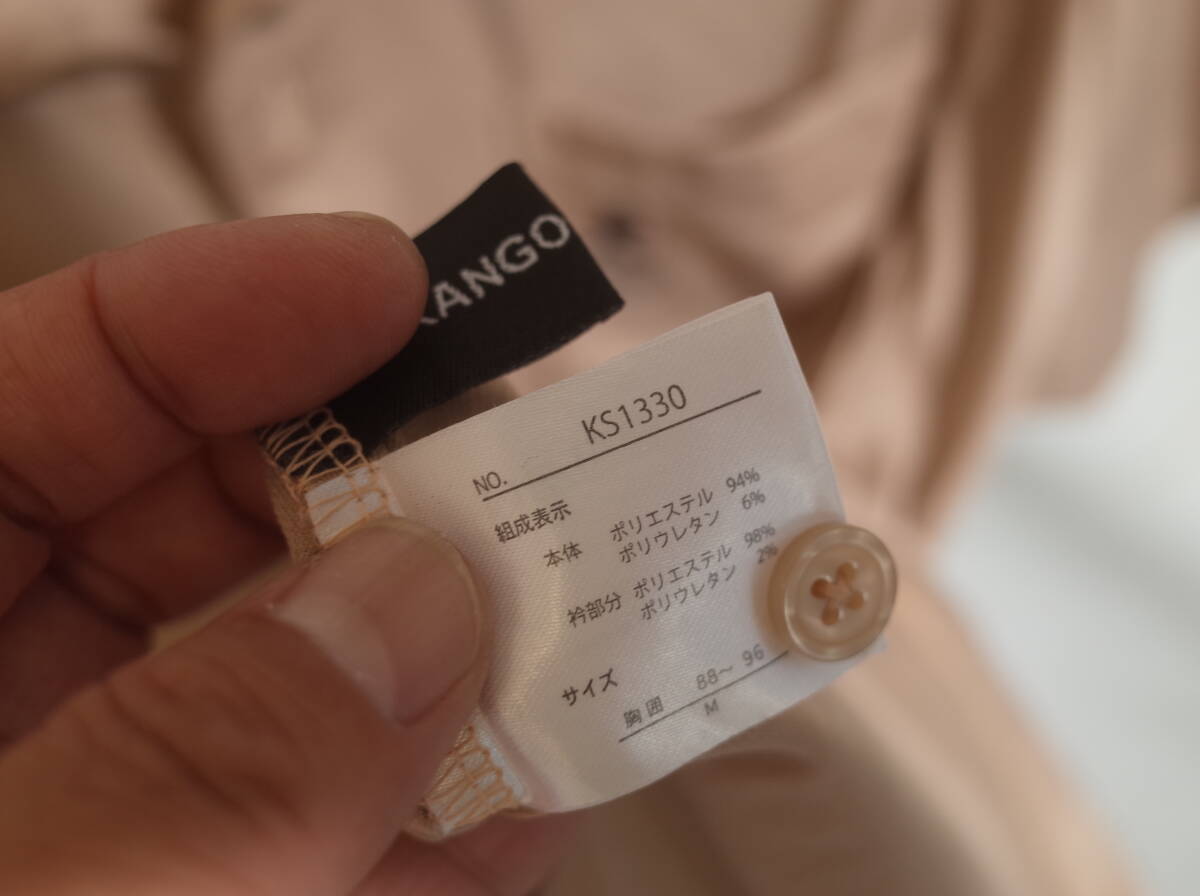 KANGO
NO. KS1330
組成表示
本体 ポリエステル 94%
ポリウレタン 6%
衿部分 ポリエステル 98%
ポリウレタン 2%
サイズ
胸囲 88～96
M